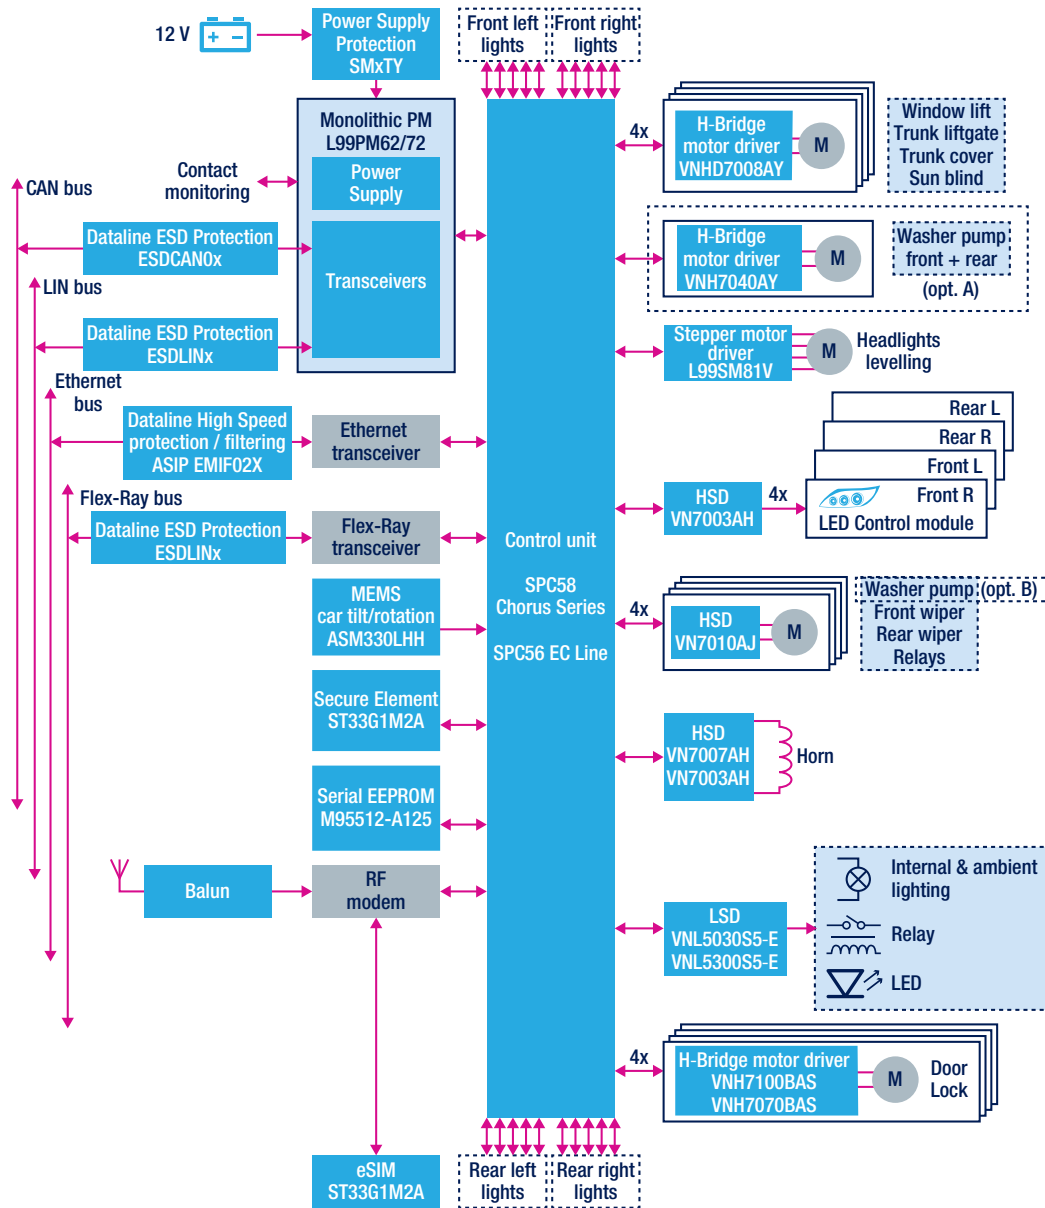 12 V
Power Supply
Protection
SMxTY
Front left
lights
Front right
lights
Monolithic PM
L99PM62/72
Power
Supply
Transceivers
Contact
monitoring
CAN bus
Dataline ESD Protection
ESDCAN0x
LIN bus
Dataline ESD Protection
ESDLINx
Ethernet
bus
Dataline High Speed
protection / filtering
ASIP EMIF02X
Ethernet
transceiver
Flex-Ray bus
Dataline ESD Protection
ESDLINx
Flex-Ray
transceiver
MEMS
car tilt/rotation
ASM330LHH
Secure Element
ST33G1M2A
Serial EEPROM
M95512-A125
Balun
RF
modem
eSIM
ST33G1M2A
Control unit
SPC58
Chorus Series
SPC56 EC Line
4x
H-Bridge
motor driver
VNHD7008AY
M
Window lift
Trunk liftgate
Trunk cover
Sun blind
H-Bridge
motor driver
VNH7040AY
M
Washer pump
front + rear
(opt. A)
Stepper motor
driver
L99SM81V
M
Headlights
levelling
HSD
VN7003AH
4x
Rear L
Rear R
Front L
Front R
LED Control module
4x
HSD
VN7010AJ
M
Washer pump (opt. B)
Front wiper
Rear wiper
Relays
HSD
VN7007AH
VN7003AH
Horn
LSD
VNL5030S5-E
VNL5300S5-E
Internal & ambient
lighting
Relay
LED
4x
H-Bridge motor driver
VNH7100BAS
VNH7070BAS
M
Door
Lock
Rear left
lights
Rear right
lights